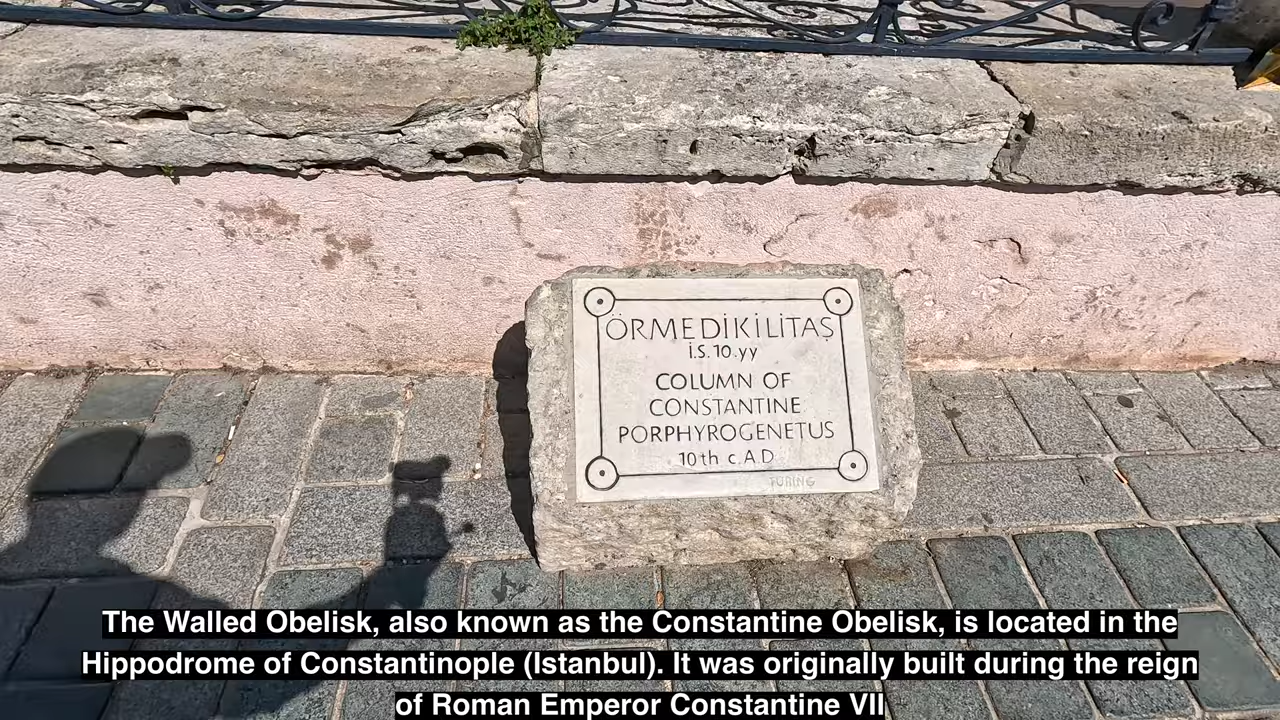 ÖRMEDİKİLİTAŞ
İ.S. 10.yy
COLUMN OF
CONSTANTINE
PORPHYROGENETUS
10th c.A.D
TURING
The Walled Obelisk, also known as the Constantine Obelisk, is located in the
Hippodrome of Constantinople (Istanbul). It was originally built during the reign
of Roman Emperor Constantine VII